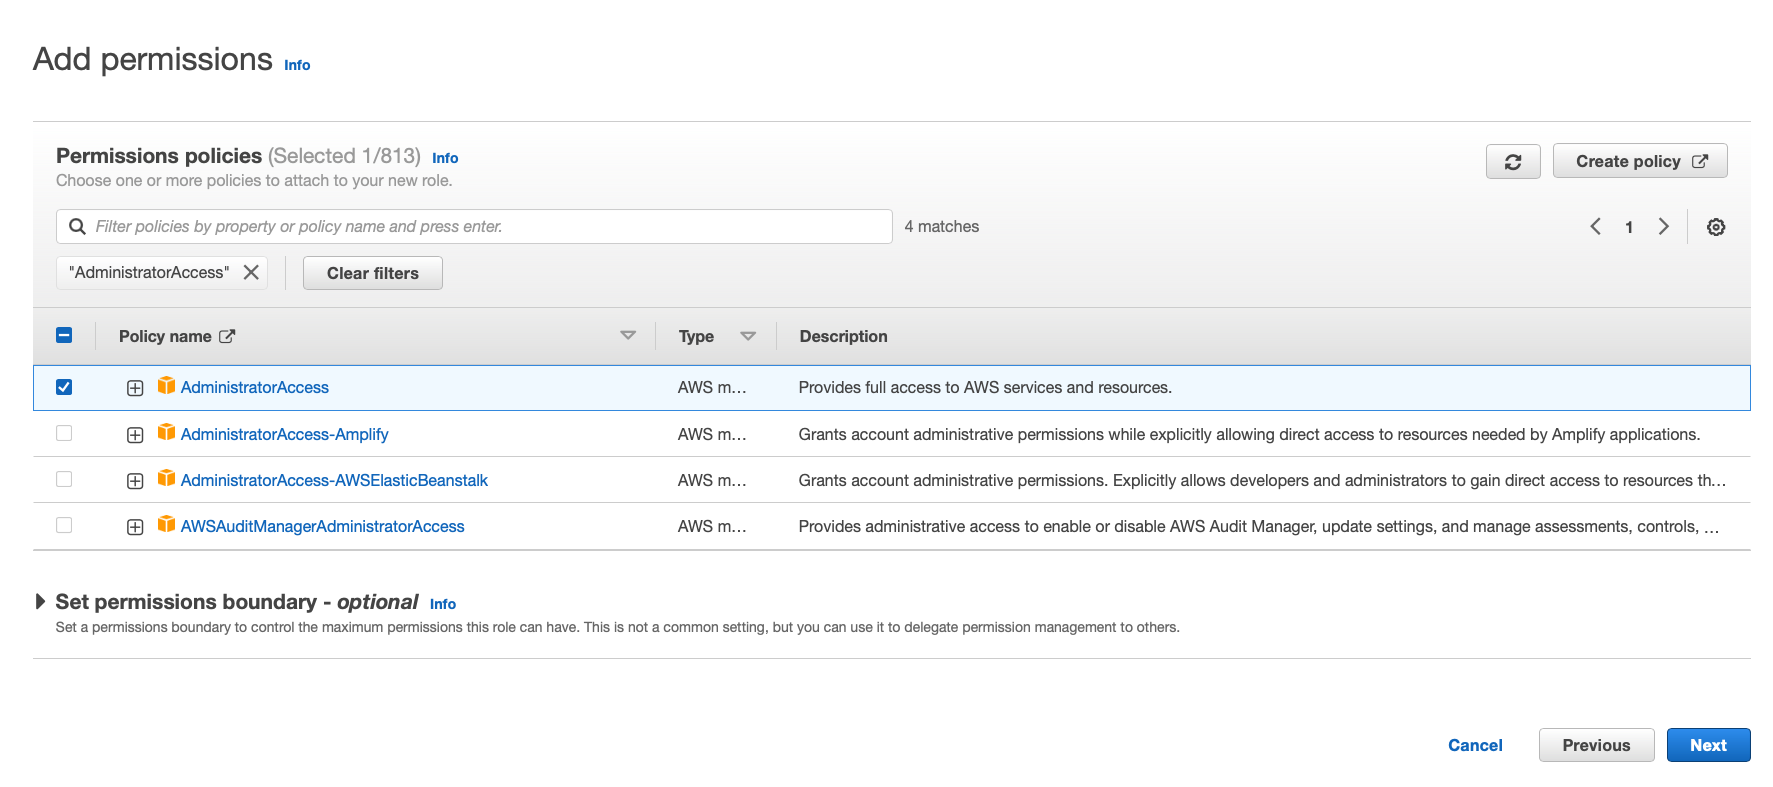 Add permissions Info
Permissions policies (Selected 1/813) Info
Choose one or more policies to attach to your new role.
Create policy
Filter policies by property or policy name and press enter.
4 matches
1
"AdministratorAccess"
Clear filters
Policy name Type Description
AdministratorAccess AWS m... Provides full access to AWS services and resources.
AdministratorAccess-Amplify AWS m... Grants account administrative permissions while explicitly allowing direct access to resources needed by Amplify applications.
AdministratorAccess-AWSElasticBeanstalk AWS m... Grants account administrative permissions. Explicitly allows developers and administrators to gain direct access to resources th...
AWSAuditManagerAdministratorAccess AWS m... Provides administrative access to enable or disable AWS Audit Manager, update settings, and manage assessments, controls, ...
Set permissions boundary - optional Info
Set a permissions boundary to control the maximum permissions this role can have. This is not a common setting, but you can use it to delegate permission management to others.
Cancel Previous Next